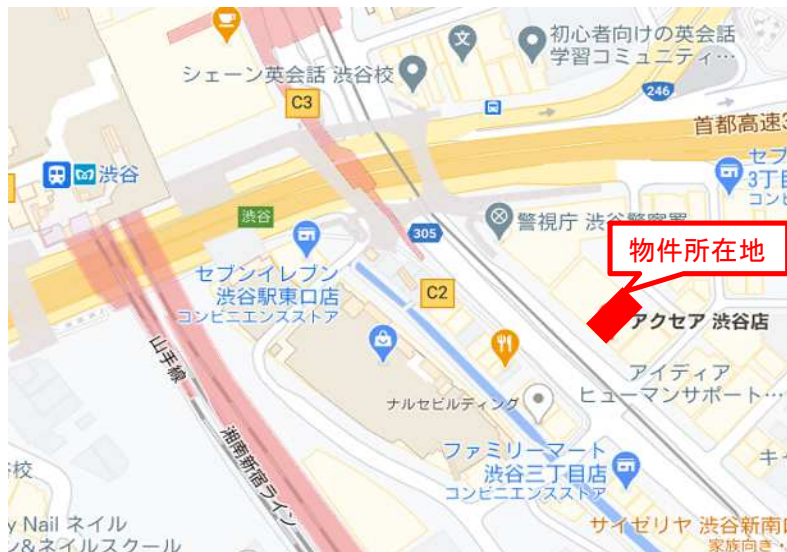 初心者向けの英会話
学習コミュニティ…
シェーン英会話 渋谷校
C3
246
首都高速3
渋谷
セブ
3丁目
コンビ
渋谷
305
警視庁 渋谷警察署
物件所在地
セブンイレブン
渋谷駅東口店
コンビニエンスストア
C2
アクセア 渋谷店
山手線
アイディア
ヒューマンサポート…
ナルセビルディング
湘南新宿ライン
ファミリーマート
渋谷三丁目店
コンビニエンスストア
キャ
校
y Nail ネイル
ン&ネイルスクール
サイゼリヤ 渋谷新南口
家族向き・